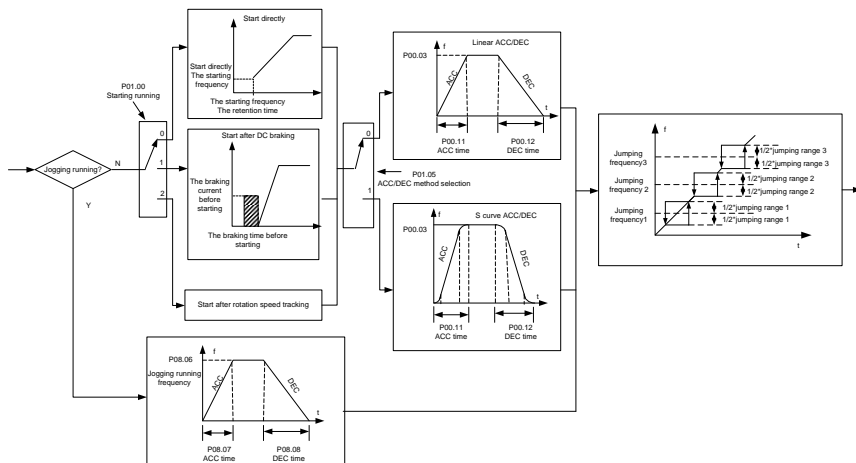 P01.00
Starting running
Jogging running?
N
Y
0
1
2
Start directly
Start directly
The starting
frequency
The starting frequency
The retention time
Start after DC braking
The braking
current before
starting
The braking time before
starting
Start after rotation speed tracking
0
1
P01.05
ACC/DEC method selection
Linear ACC/DEC
f
P00.03
ACC
DEC
t
P00.11
ACC time
P00.12
DEC time
S curve ACC/DEC
f
P00.03
ACC
DEC
t
P00.11
ACC time
P00.12
DEC time
f
P08.06
Jogging running
frequency
ACC
DEC
t
P08.07
ACC time
P08.08
DEC time
f
Jumping
frequency3
Jumping
frequency 2
Jumping
frequency1
1/2*jumping range 3
1/2*jumping range 3
1/2*jumping range 2
1/2*jumping range 2
1/2*jumping range 1
1/2*jumping range 1
t